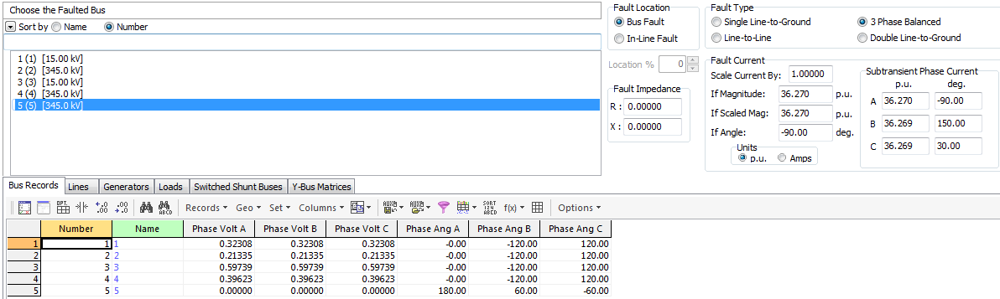 Choose the Faulted Bus
Sort by Name Number
1 (1) [15.00 kV]
2 (2) [345.0 kV]
3 (3) [15.00 kV]
4 (4) [345.0 kV]
5 (5) [345.0 kV]
Fault Location
Bus Fault
In-Line Fault
Location % 0
Fault Impedance
R : 0.00000
X : 0.00000
Fault Type
Single Line-to-Ground 3 Phase Balanced
Line-to-Line Double Line-to-Ground
Fault Current
Scale Current By: 1.00000
If Magnitude: 36.270 p.u.
If Scaled Mag: 36.270 p.u.
If Angle: -90.00 deg.
Units
p.u. Amps
Subtransient Phase Current
p.u. deg.
A 36.270 -90.00
B 36.269 150.00
C 36.269 30.00
Bus Records Lines Generators Loads Switched Shunt Buses Y-Bus Matrices
Records Geo Set Columns f(x) Options
Number Name Phase Volt A Phase Volt B Phase Volt C Phase Ang A Phase Ang B Phase Ang C
1 1 1 0.32308 0.32308 0.32308 -0.00 -120.00 120.00
2 2 2 0.21335 0.21335 0.21335 -0.00 -120.00 120.00
3 3 3 0.59739 0.59739 0.59739 -0.00 -120.00 120.00
4 4 4 0.39623 0.39623 0.39623 -0.00 -120.00 120.00
5 5 5 0.00000 0.00000 0.00000 180.00 60.00 -60.00